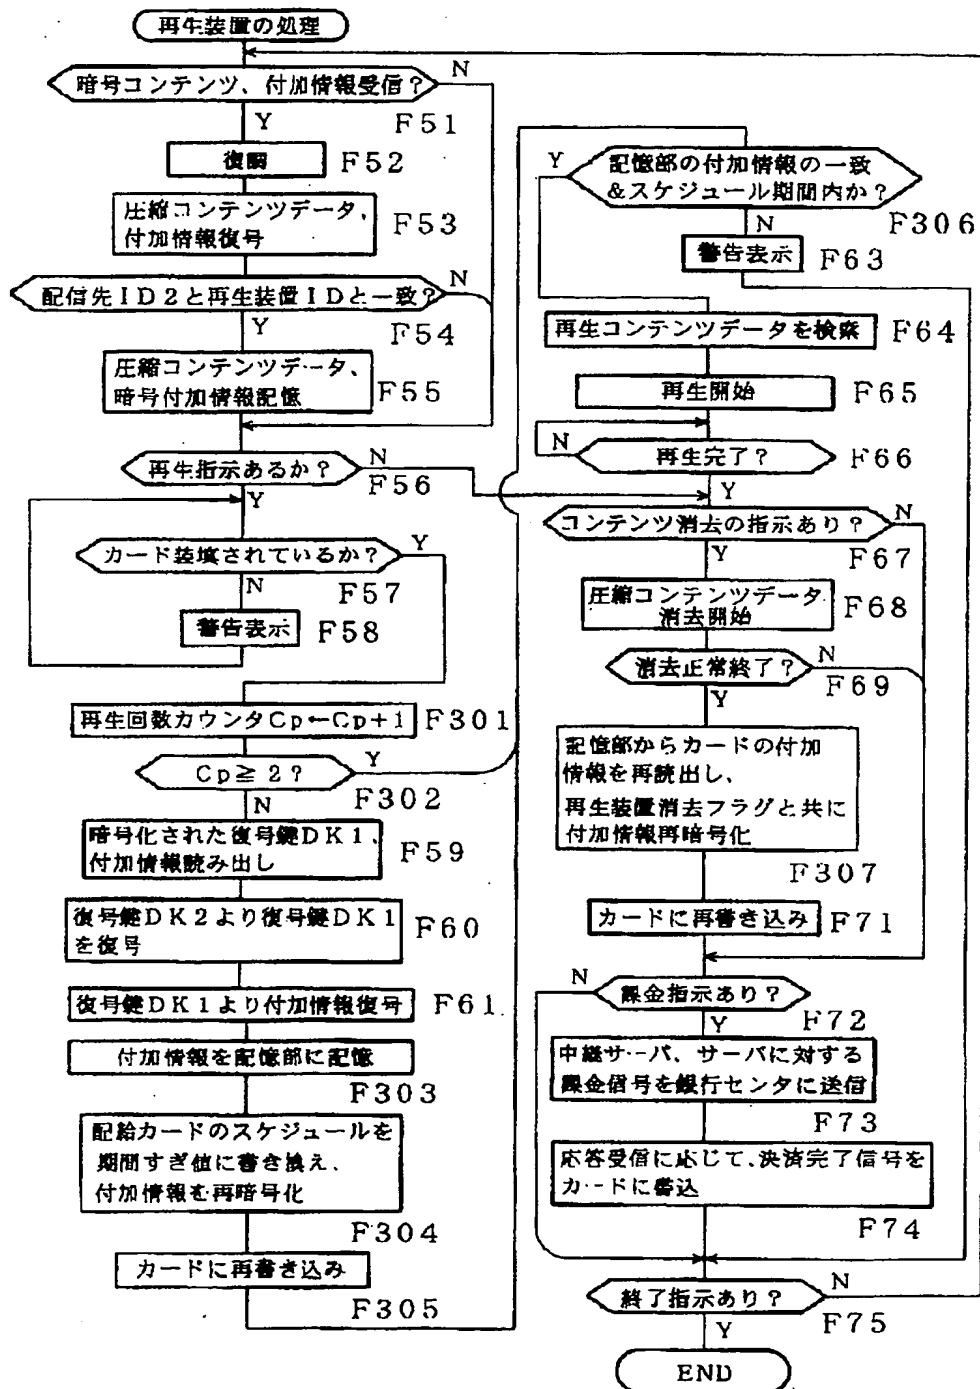 再生装置の処理
暗号コンテンツ、付加情報受信?
N
Y
F51
復調
F52
圧縮コンテンツデータ、
付加情報復号
F53
配信先ID2と再生装置IDと一致?
N
Y
F54
圧縮コンテンツデータ、
暗号付加情報記憶
F55
再生指示あるか?
N
F56
Y
カード装填されているか?
Y
N
F57
警告表示
F58
再生回数カウンタCp←Cp+1
F301
Cp≧2?
Y
F302
N
暗号化された復号鍵DK1、
付加情報読み出し
F59
復号鍵DK2より復号鍵DK1
を復号
F60
復号鍵DK1より付加情報復号
F61
付加情報を記憶部に記憶
F303
配給カードのスケジュールを
期間すぎ値に書き換え、
付加情報を再暗号化
F304
カードに再書き込み
F305
Y
記憶部の付加情報の一致
&スケジュール期間内か?
F306
N
警告表示
F63
再生コンテンツデータを検索
F64
再生開始
F65
N
再生完了?
F66
Y
コンテンツ消去の指示あり?
N
Y
F67
圧縮コンテンツデータ
消去開始
F68
消去正常終了?
N
F69
Y
記憶部からカードの付加
情報を再読出し、
再生装置消去フラグと共に
付加情報再暗号化
F307
カードに再書き込み
F71
N
課金指示あり?
F72
Y
中継サーバ、サーバに対する
課金信号を銀行センタに送信
F73
応答受信に応じて、決済完了信号を
カードに書込
F74
終了指示あり?
N
F75
Y
END